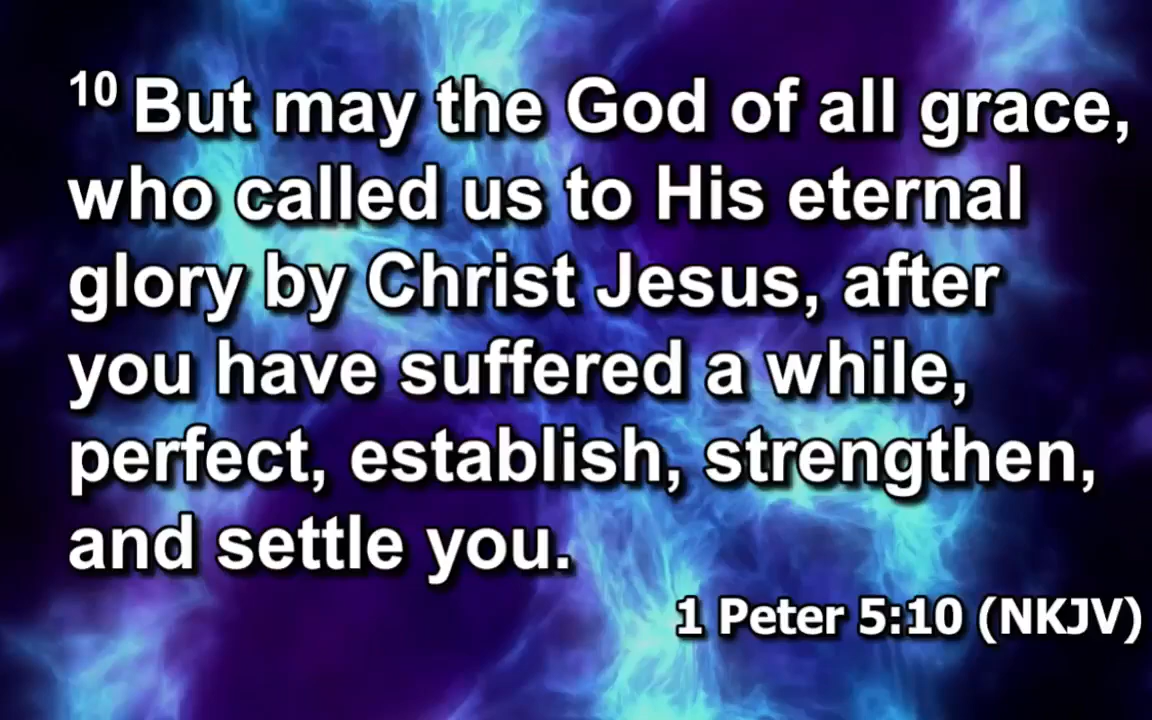 10 But may the God of all grace,
who called us to His eternal
glory by Christ Jesus, after
you have suffered a while,
perfect, establish, strengthen,
and settle you.
1 Peter 5:10 (NKJV)